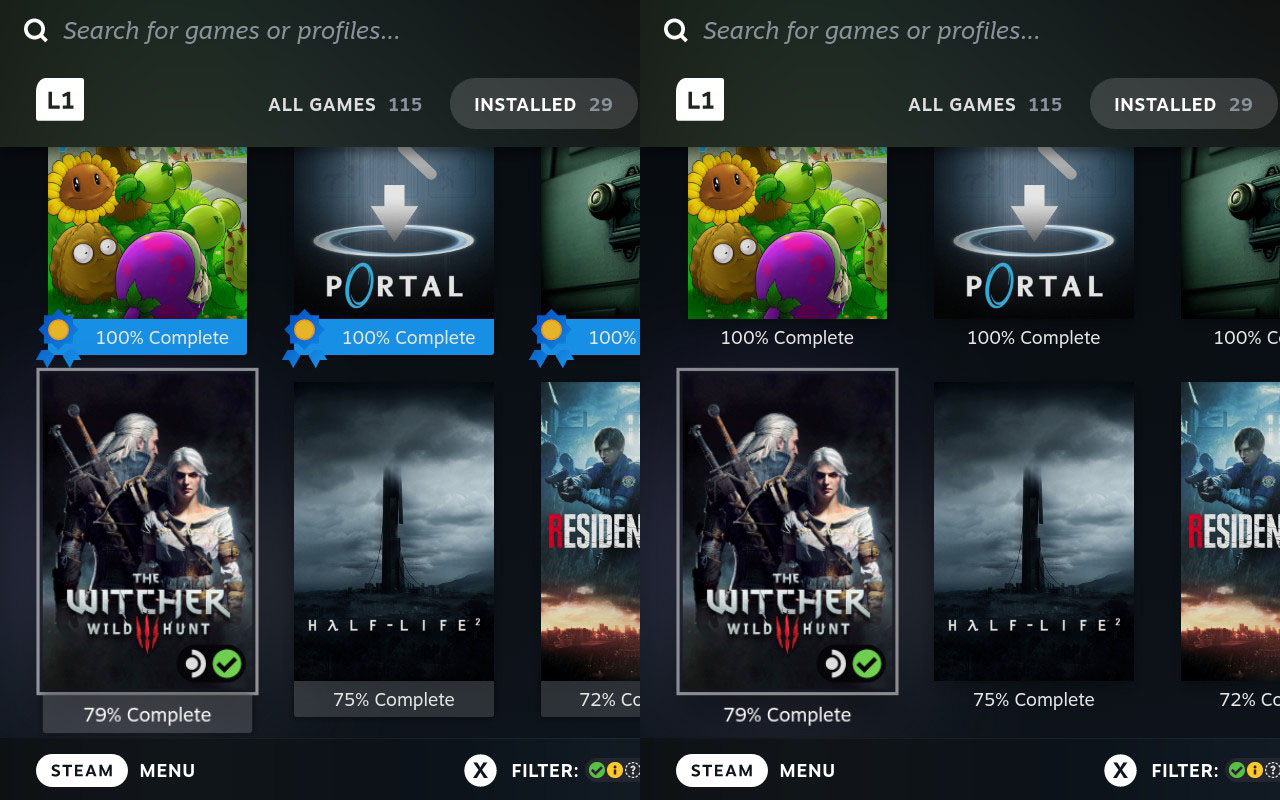 Search for games or profiles...
L1 ALL GAMES 115 INSTALLED 29
PORTAL
100% Complete 100% Complete 100%
THE
WITCHER
WILD HUNT
HλLF-LIFE²
RESIDEN
79% Complete 75% Complete 72% Co
STEAM MENU X FILTER:
Search for games or profiles...
L1 ALL GAMES 115 INSTALLED 29
PORTAL
100% Complete 100% Complete 100% C
THE
WITCHER
WILD HUNT
HλLF-LIFE²
RESIDEN
79% Complete 75% Complete 72% Co
STEAM MENU X FILTER: